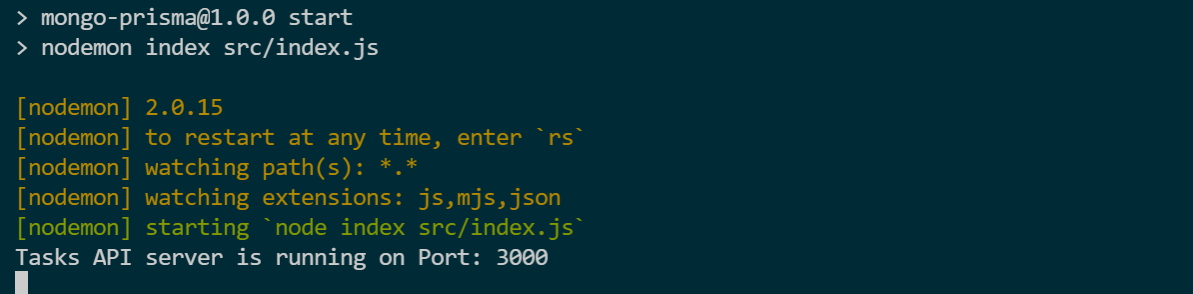 > mongo-prisma@1.0.0 start
> nodemon index src/index.js
[nodemon] 2.0.15
[nodemon] to restart at any time, enter `rs`
[nodemon] watching path(s): *.*
[nodemon] watching extensions: js,mjs,json
[nodemon] starting `node index src/index.js`
Tasks API server is running on Port: 3000